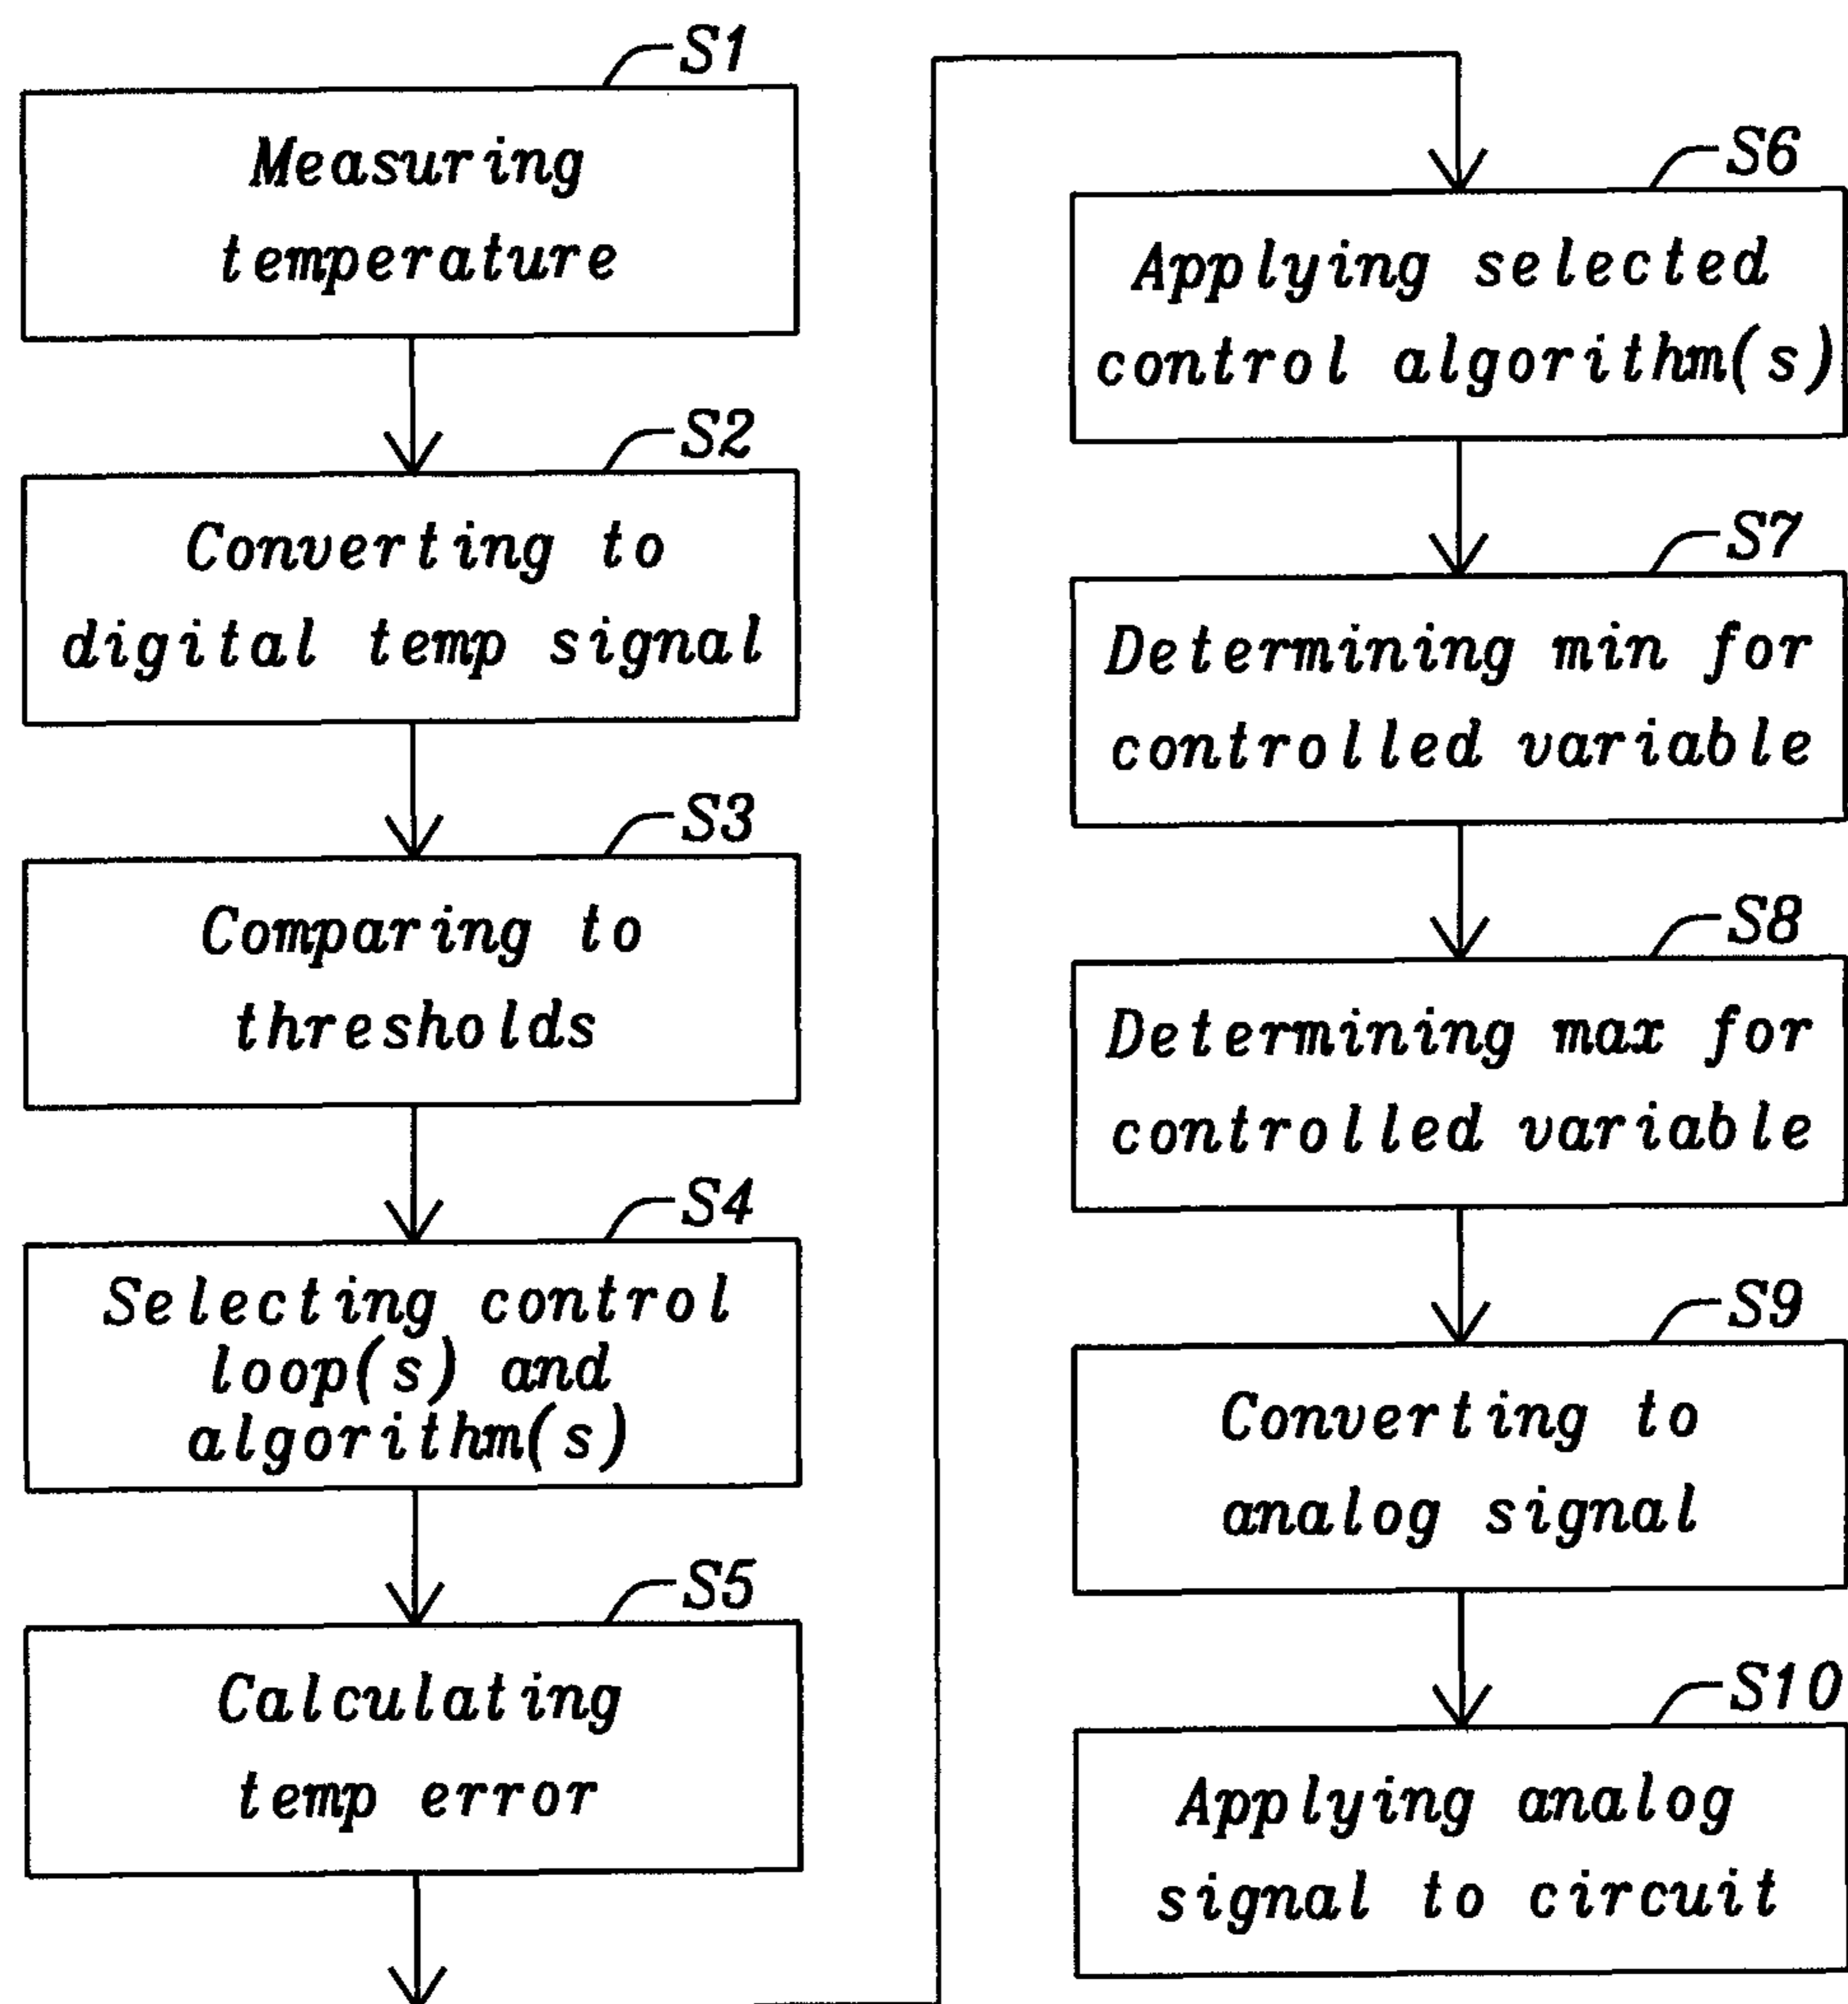 S1
Measuring
temperature
S2
Converting to
digital temp signal
S3
Comparing to
thresholds
S4
Selecting control
loop(s) and
algorithm(s)
S5
Calculating
temp error
S6
Applying selected
control algorithm(s)
S7
Determining min for
controlled variable
S8
Determining max for
controlled variable
S9
Converting to
analog signal
S10
Applying analog
signal to circuit